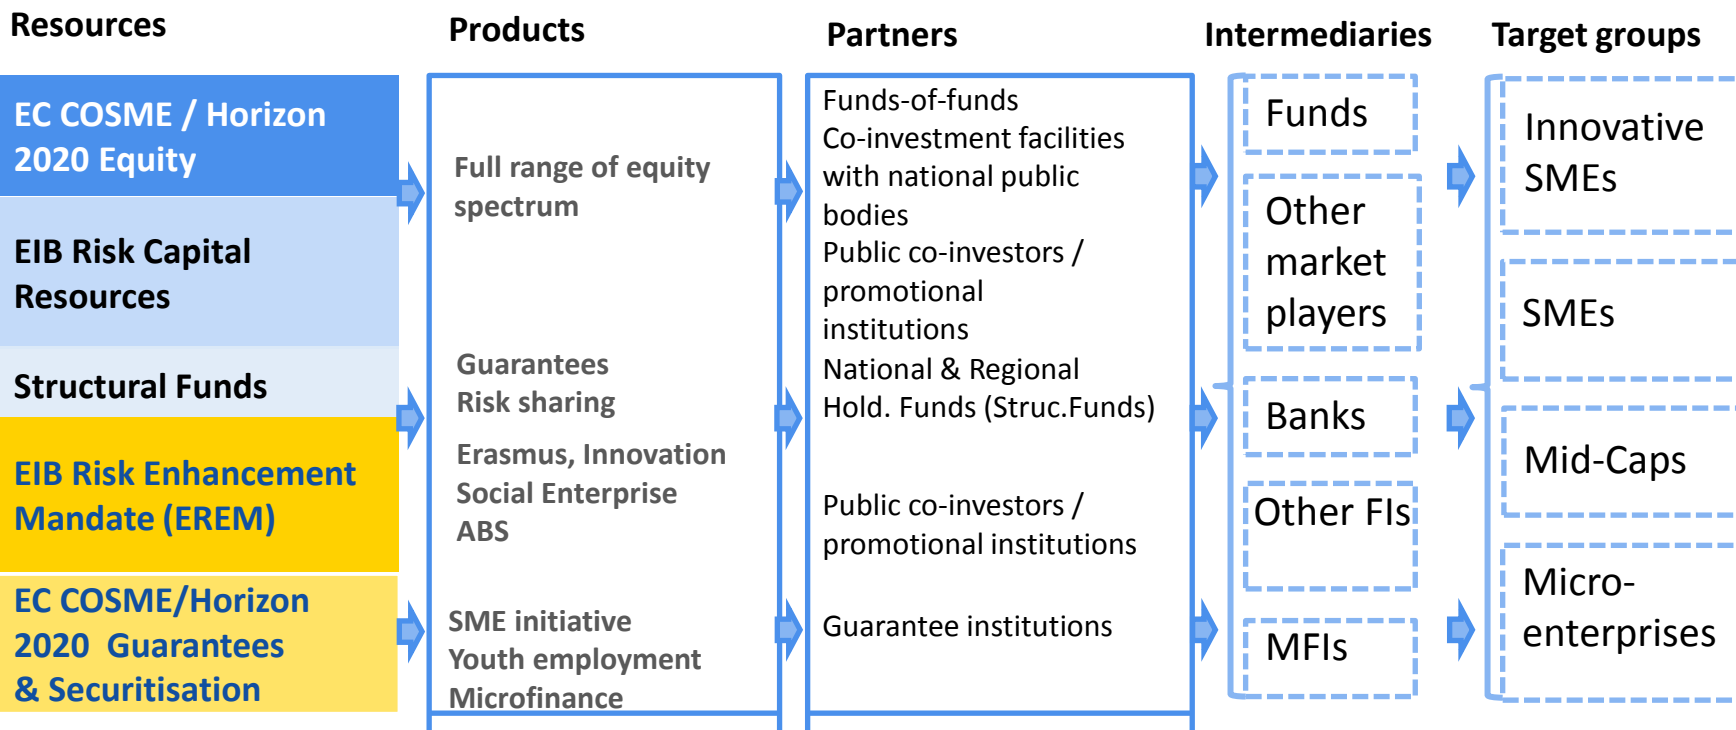 Resources
Products
Partners
Intermediaries
Target groups
EC COSME / Horizon
2020 Equity
EIB Risk Capital
Resources
Structural Funds
EIB Risk Enhancement
Mandate (EREM)
EC COSME/Horizon
2020 Guarantees
& Securitisation
Full range of equity
spectrum
Guarantees
Risk sharing
Erasmus, Innovation
Social Enterprise
ABS
SME initiative
Youth employment
Microfinance
Funds-of-funds
Co-investment facilities
with national public
bodies
Public co-investors /
promotional
institutions
National & Regional
Hold. Funds (Struc.Funds)
Public co-investors /
promotional institutions
Guarantee institutions
Funds
Other
market
players
Banks
Other FIs
MFIs
Innovative
SMEs
SMEs
Mid-Caps
Micro-
enterprises